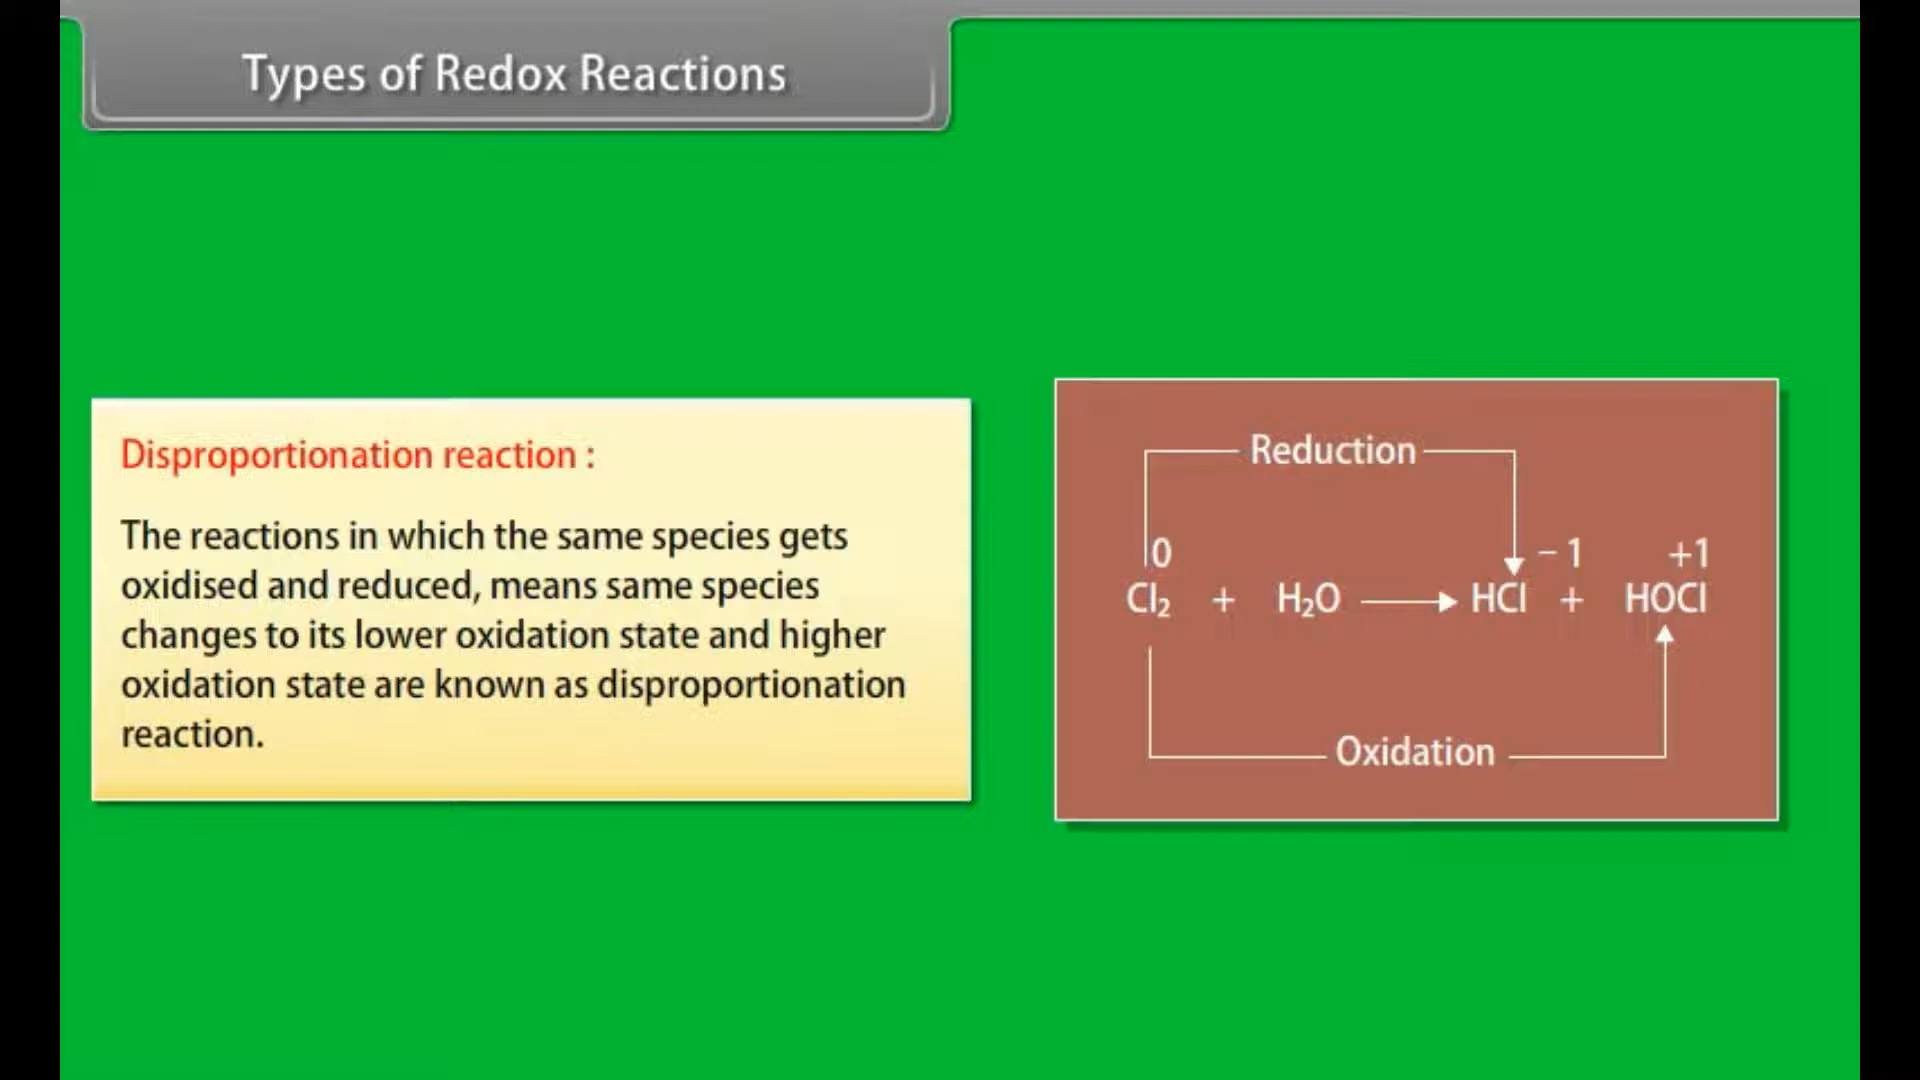 Types of Redox Reactions
Disproportionation reaction :
The reactions in which the same species gets
oxidised and reduced, means same species
changes to its lower oxidation state and higher
oxidation state are known as disproportionation
reaction.
Reduction
0 – 1 +1
Cl₂ + H₂O ⟶ HCl + HOCl
Oxidation